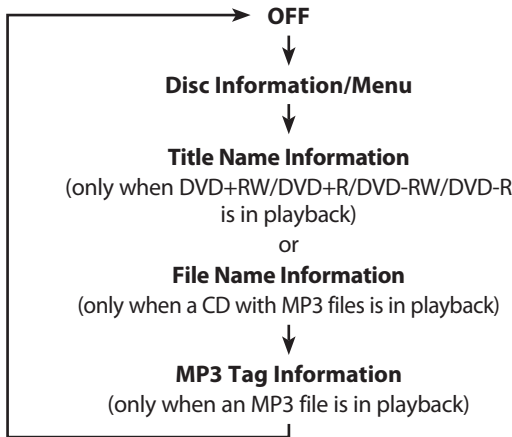 OFF
Disc Information/Menu
Title Name Information
(only when DVD+RW/DVD+R/DVD-RW/DVD-R
is in playback)
or
File Name Information
(only when a CD with MP3 files is in playback)
MP3 Tag Information
(only when an MP3 file is in playback)